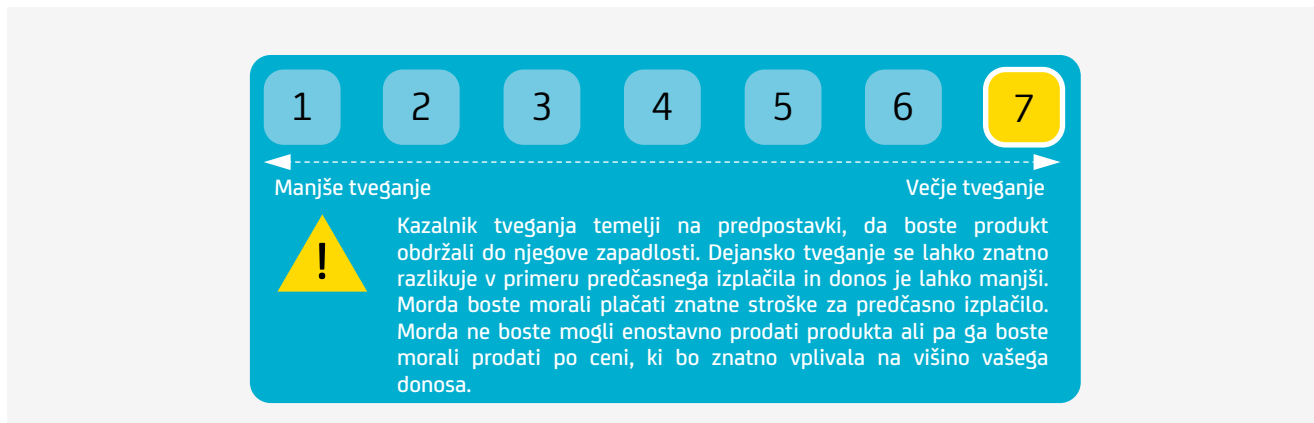 1 2 3 4 5 6 7
Manjše tveganje Večje tveganje
!
Kazalnik tveganja temelji na predpostavki, da boste produkt
obdržali do njegove zapadlosti. Dejansko tveganje se lahko znatno
razlikuje v primeru predčasnega izplačila in donos je lahko manjši.
Morda boste morali plačati znatne stroške za predčasno izplačilo.
Morda ne boste mogli enostavno prodati produkta ali pa ga boste
morali prodati po ceni, ki bo znatno vplivala na višino vašega
donosa.